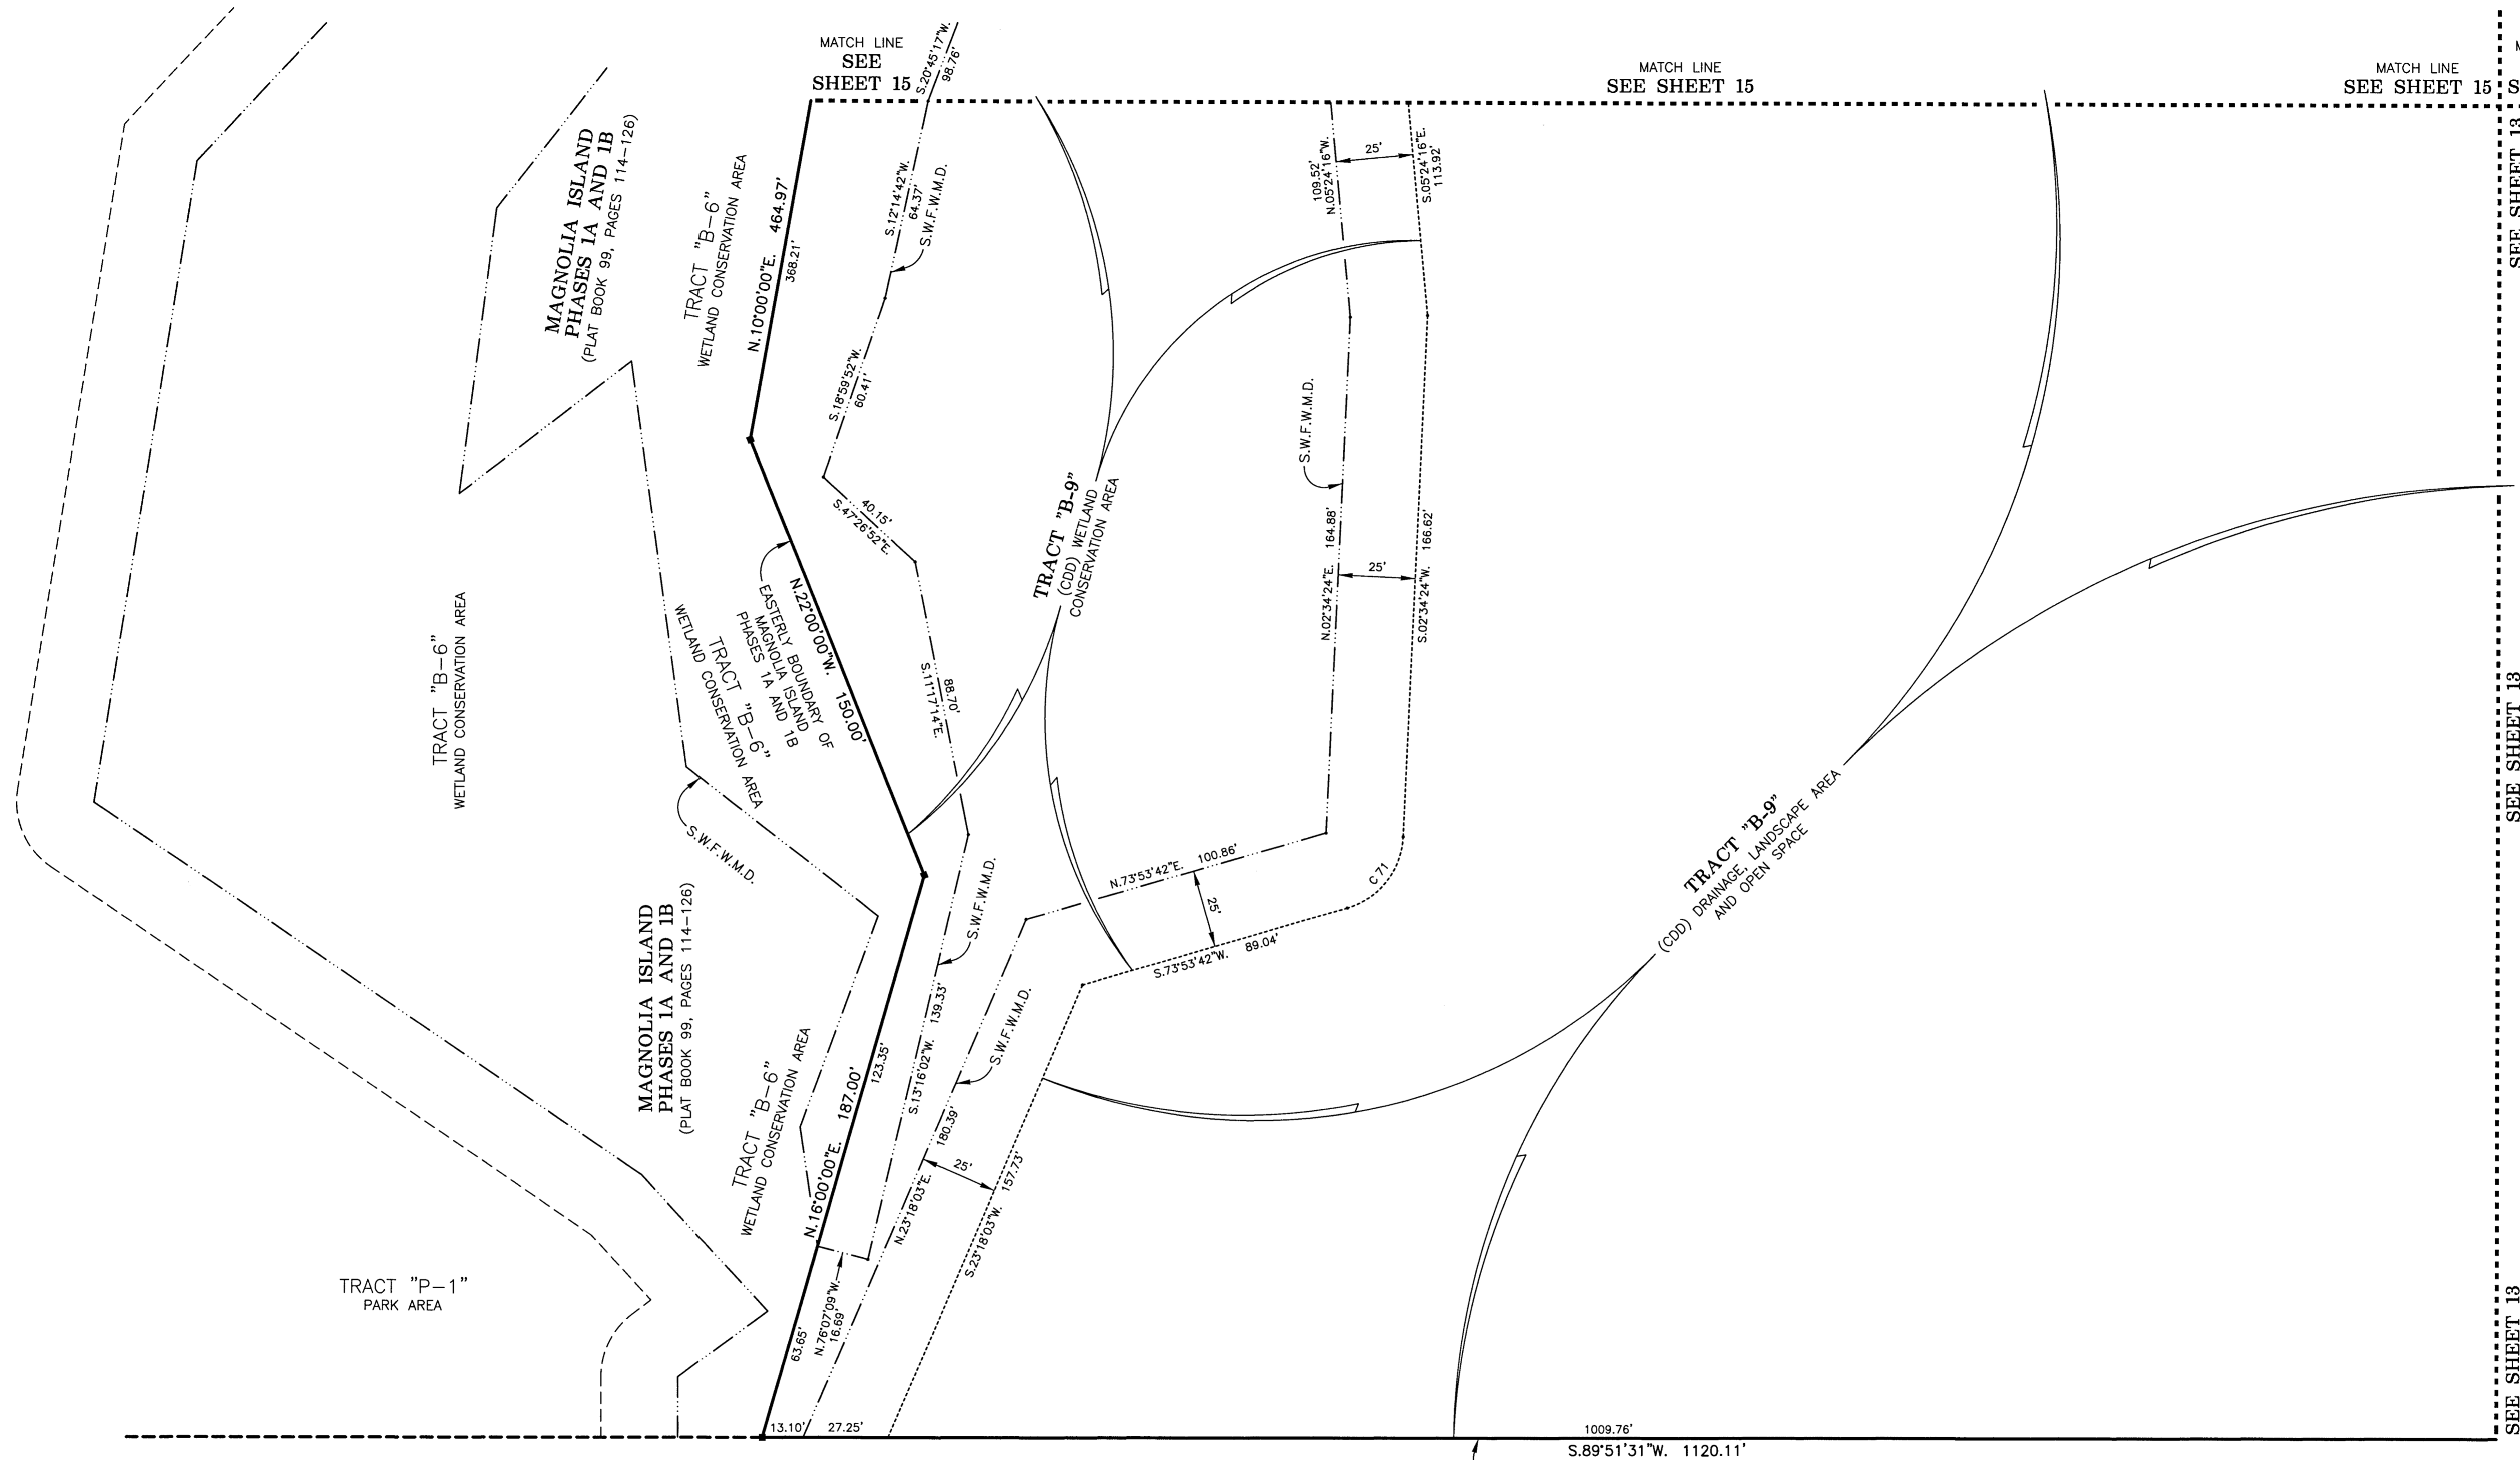 MATCH LINE
SEE
SHEET 15
S.20°45'17"W.
98.76'
MATCH LINE
SEE SHEET 15
MATCH LINE
SEE SHEET 15
S
M
SEE SHEET 13
SEE SHEET 13
SEE SHEET 13
MAGNOLIA ISLAND
PHASES 1A AND 1B
(PLAT BOOK 99, PAGES 114-126)
TRACT "B-6"
WETLAND CONSERVATION AREA
N.10°00'00"E. 464.97'
368.21'
S.12°14'42"W.
64.37'
S.W.F.W.M.D.
S.18°59'52"W.
60.41'
40.15'
S.47°26'52"E.
109.52'
N.05°24'16"W.
25'
S.05°24'16"E.
113.92'
S.W.F.W.M.D.
TRACT "B-9"
(CDD) WETLAND
CONSERVATION AREA
N.02°34'24"E. 164.88'
25'
S.02°34'24"W. 166.62'
N.22°00'00"W. 150.00'
EASTERLY BOUNDARY OF
MAGNOLIA ISLAND
PHASES 1A AND 1B
TRACT "B-6"
WETLAND CONSERVATION AREA
88.70'
S.11°17'14"E.
TRACT "B-6"
WETLAND CONSERVATION AREA
S.W.F.W.M.D.
N.73°53'42"E. 100.86'
25'
C 71
S.73°53'42"W. 89.04'
TRACT "B-9"
(CDD) DRAINAGE, LANDSCAPE AREA
AND OPEN SPACE
MAGNOLIA ISLAND
PHASES 1A AND 1B
(PLAT BOOK 99, PAGES 114-126)
S.W.F.W.M.D.
S.13°16'02"W. 139.33'
S.W.F.W.M.D.
TRACT "B-6"
WETLAND CONSERVATION AREA
N.16°00'00"E. 187.00'
123.35'
N.23°18'03"E. 180.39'
25'
S.23°18'03"W. 157.73'
TRACT "P-1"
PARK AREA
63.65'
N.76°07'09"W.
16.69'
13.10'
27.25'
1009.76'
S.89°51'31"W. 1120.11'